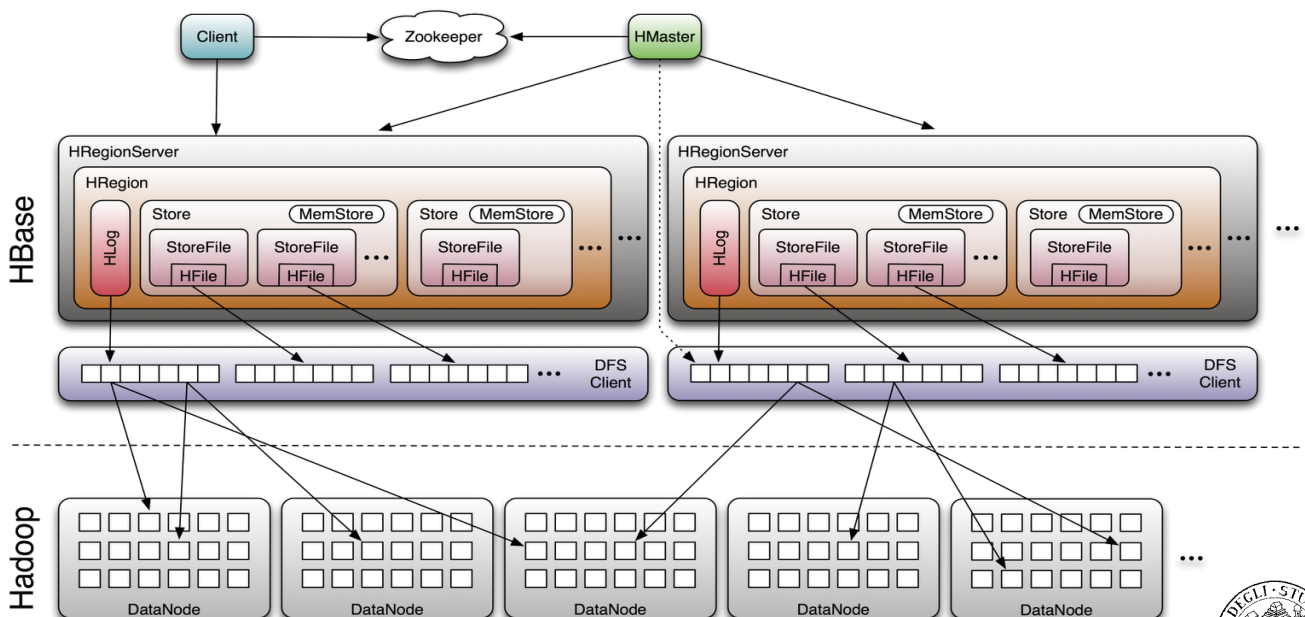 Client
Zookeeper
HMaster
HBase
HRegionServer
HRegion
HLog
Store
MemStore
StoreFile
HFile
StoreFile
HFile
...
Store
MemStore
StoreFile
HFile
...
...
HRegionServer
HRegion
HLog
Store
MemStore
StoreFile
HFile
StoreFile
HFile
...
Store
MemStore
StoreFile
HFile
...
...
...
...
DFS
Client
...
DFS
Client
Hadoop
DataNode
DataNode
DataNode
DataNode
DataNode
...
DEGLI·STU